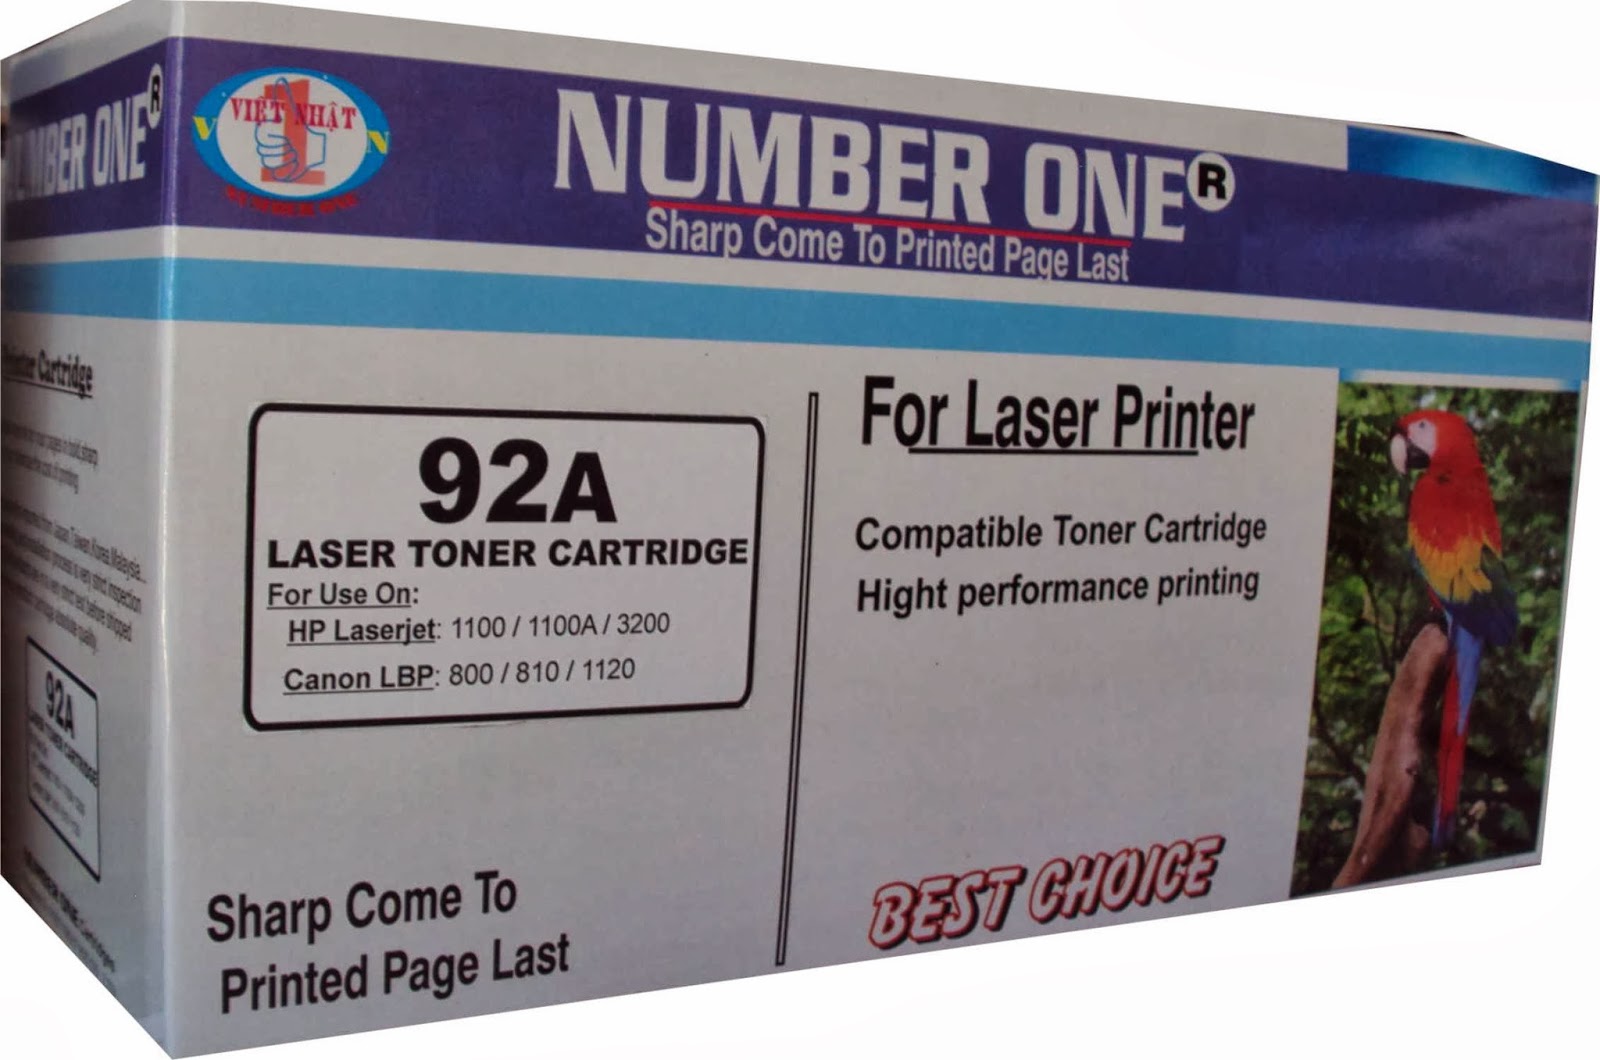 NUMBER ONE®
VIỆT NHẬT
V N
NUMBER ONE
NUMBER ONE®
Sharp Come To Printed Page Last
Cartridge
92A
LASER TONER CARTRIDGE
For Use On:
HP Laserjet: 1100 / 1100A / 3200
Canon LBP: 800 / 810 / 1120
For Laser Printer
Compatible Toner Cartridge
Hight performance printing
Sharp Come To
Printed Page Last
BEST CHOICE
92A